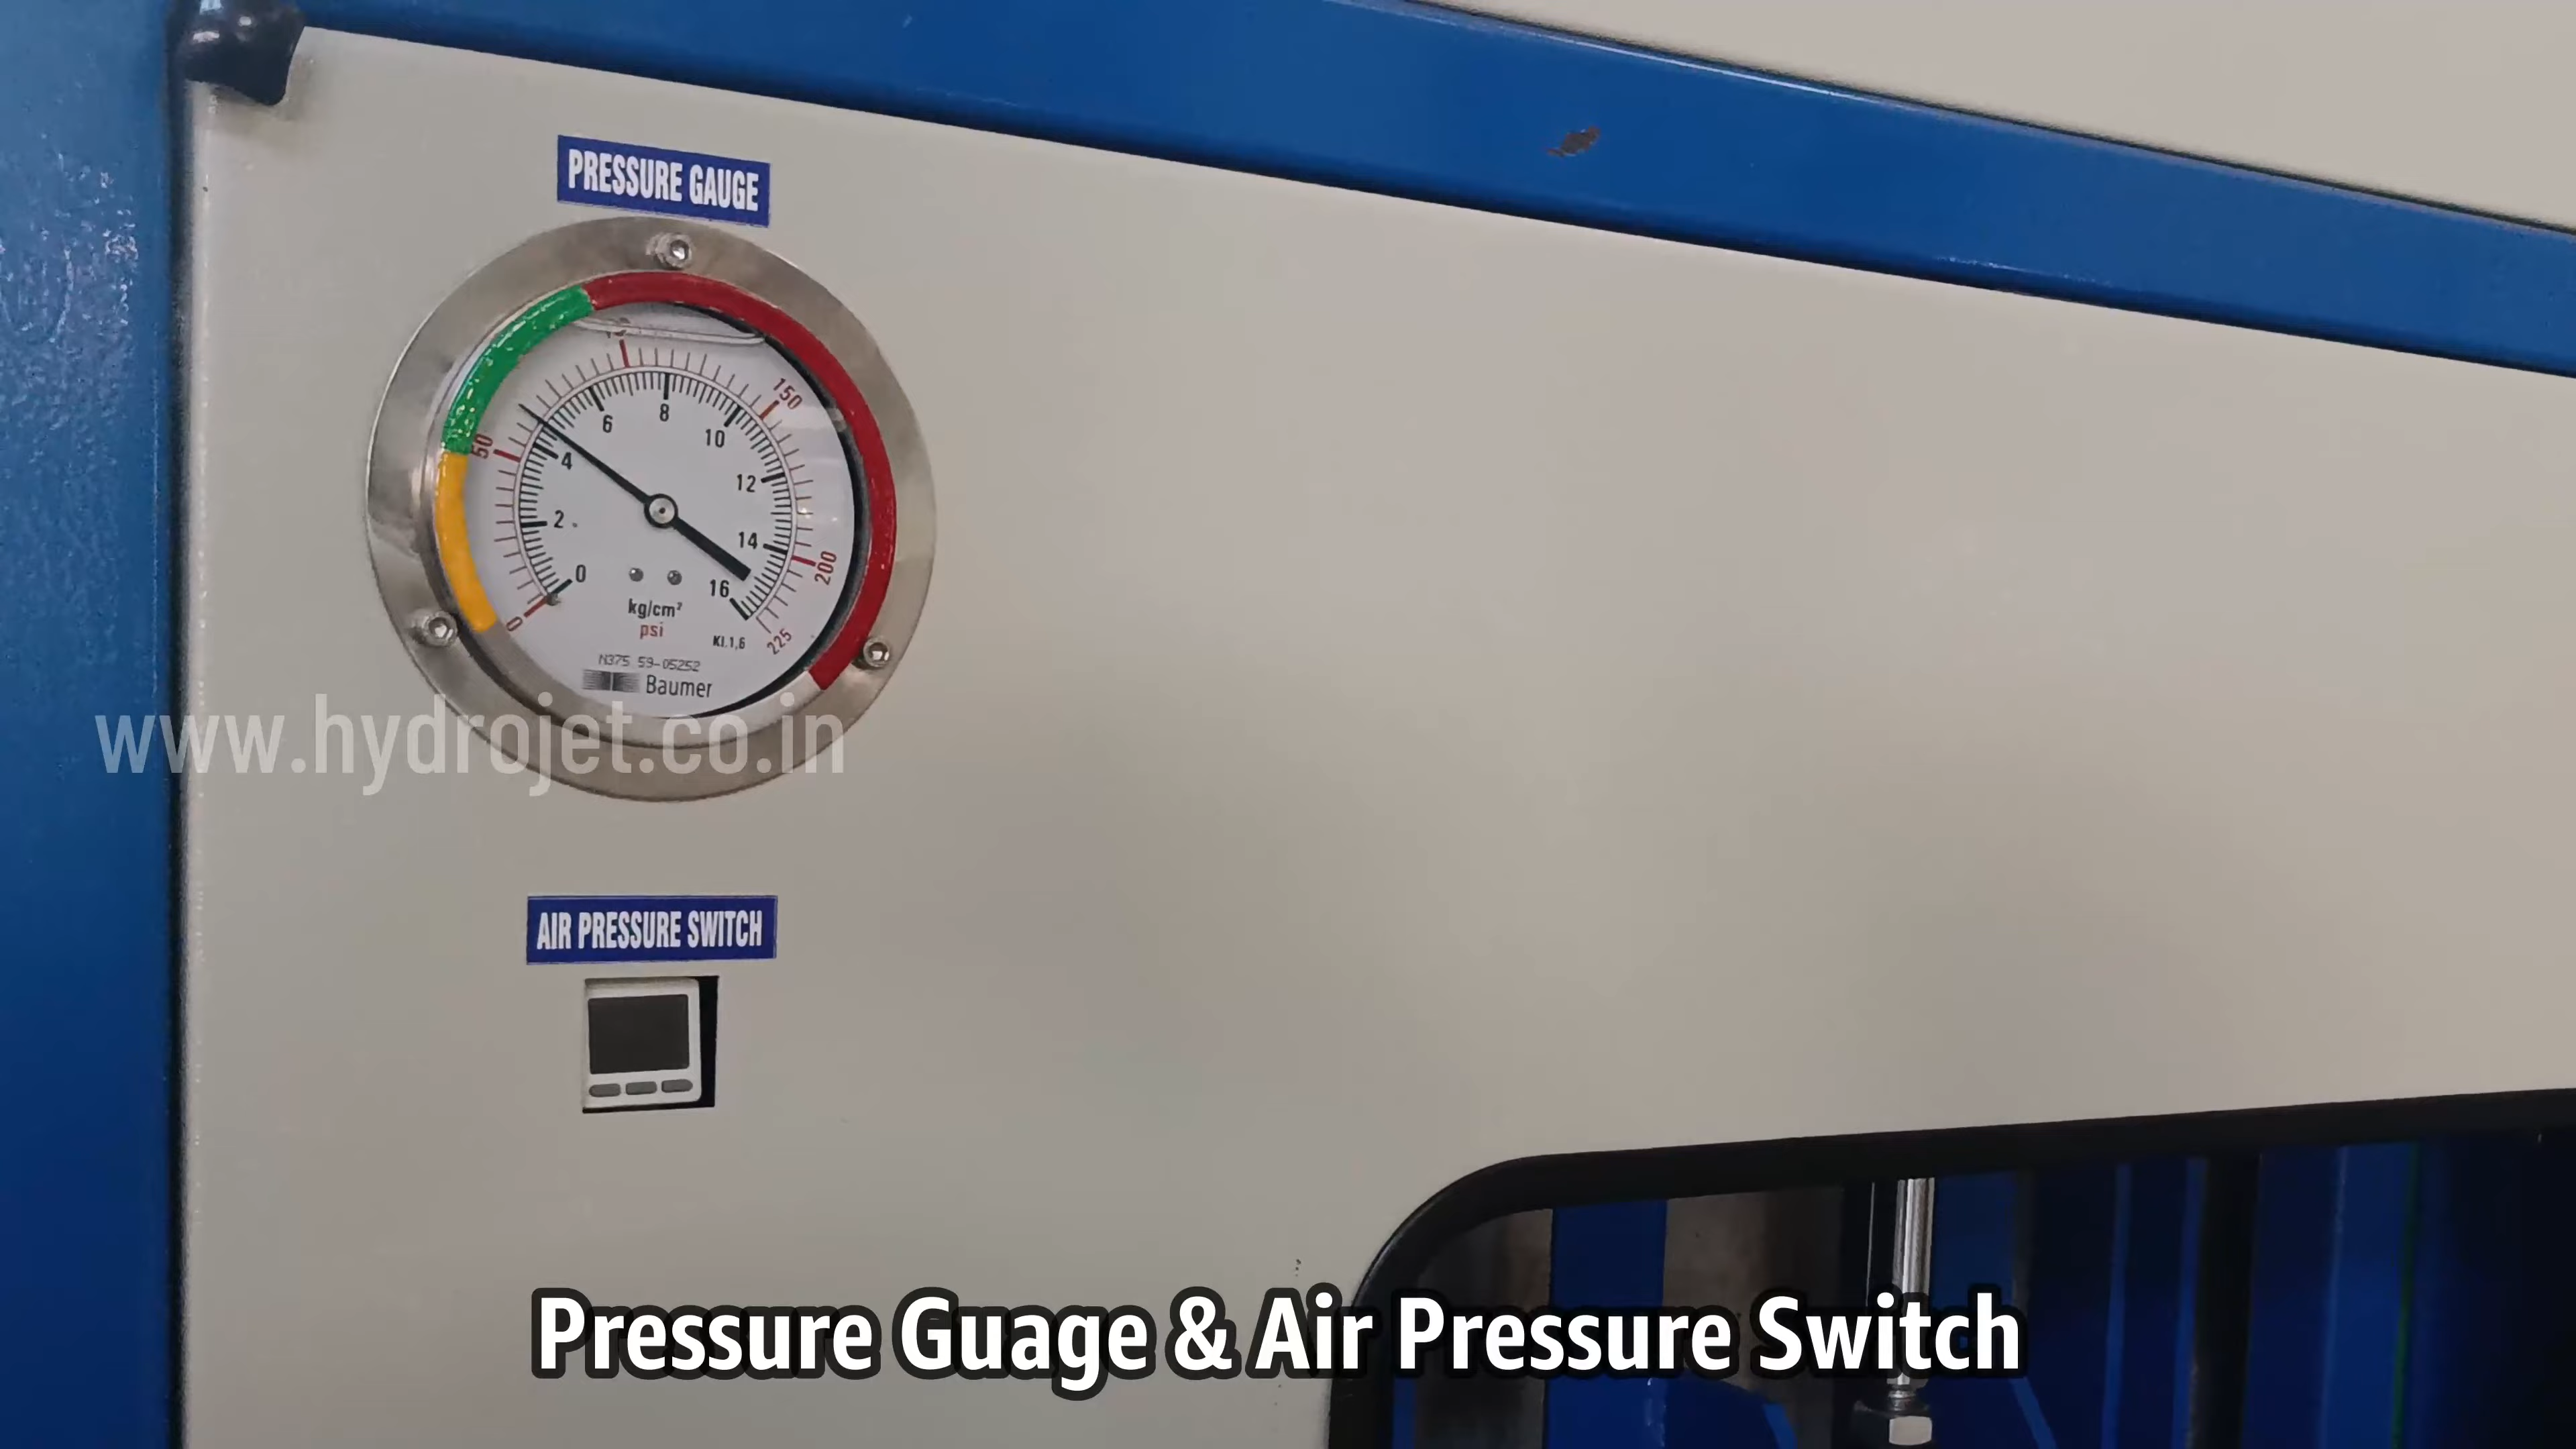 PRESSURE GAUGE
50
150
200
225
0
0
2
4
6
8
10
12
14
16
kg/cm²
psi
Kl.1,6
N375 59-05252
Baumer
www.hydrojet.co.in
AIR PRESSURE SWITCH
Pressure Guage & Air Pressure Switch